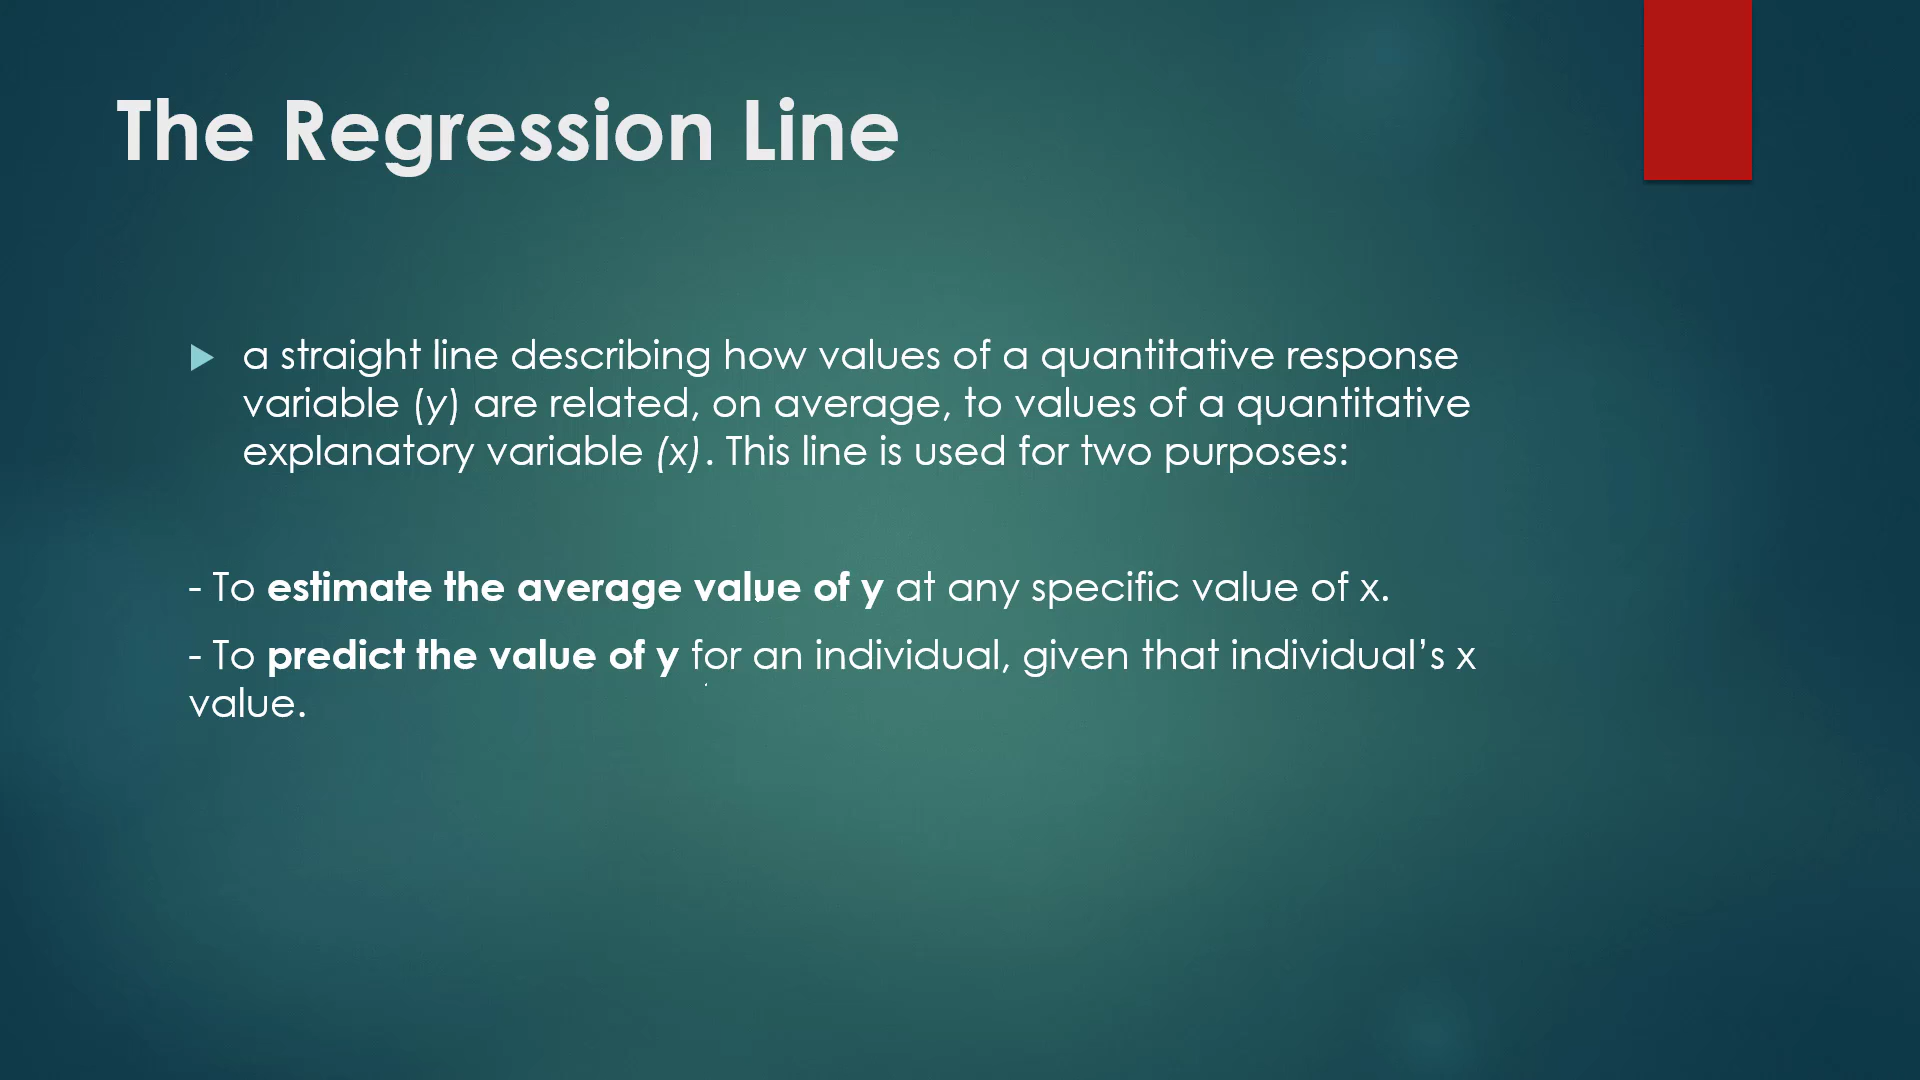 The Regression Line
a straight line describing how values of a quantitative response
variable (y) are related, on average, to values of a quantitative
explanatory variable (x). This line is used for two purposes:
- To estimate the average value of y at any specific value of x.
- To predict the value of y for an individual, given that individual’s x
value.